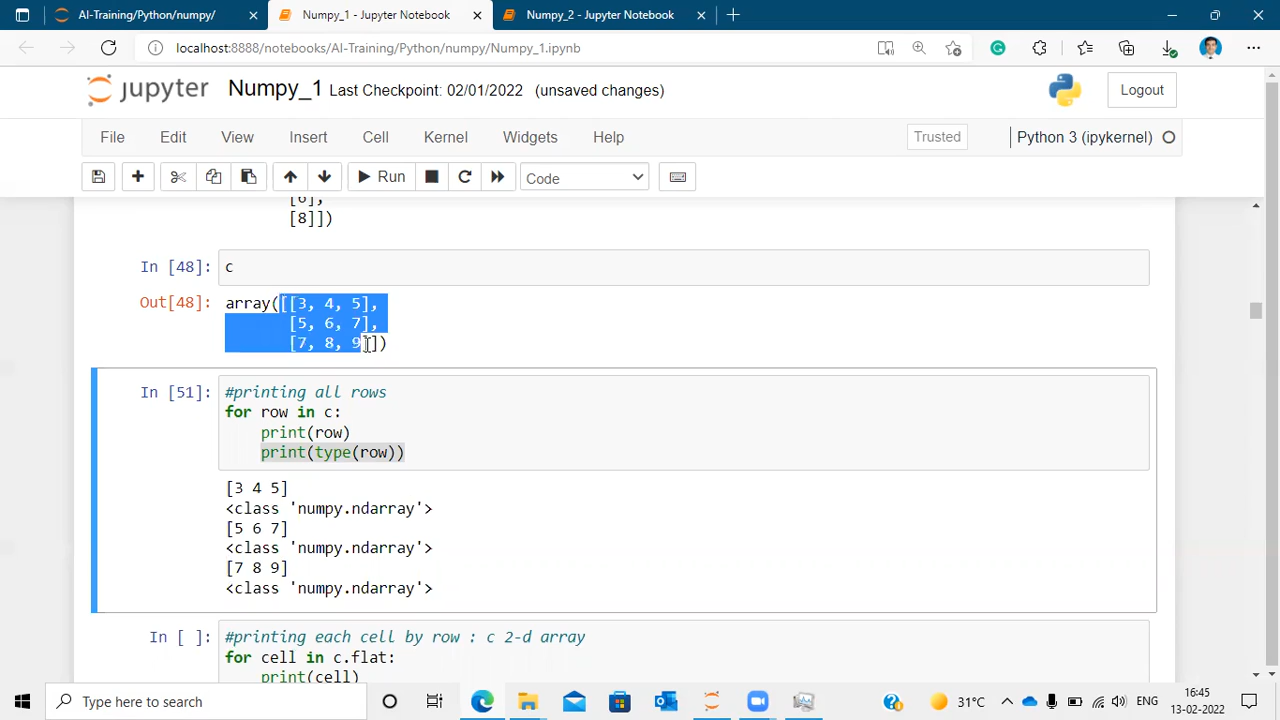 AI-Training/Python/numpy/
Numpy_1 - Jupyter Notebook
Numpy_2 - Jupyter Notebook
localhost:8888/notebooks/AI-Training/Python/numpy/Numpy_1.ipynb
jupyter Numpy_1 Last Checkpoint: 02/01/2022 (unsaved changes) Logout
File Edit View Insert Cell Kernel Widgets Help Trusted Python 3 (ipykernel)
Run Code
[6],
[8]])
In [48]: c
Out[48]: array([[3, 4, 5],
[5, 6, 7],
[7, 8, 9]])
In [51]: #printing all rows
for row in c:
print(row)
print(type(row))
[3 4 5]
<class 'numpy.ndarray'>
[5 6 7]
<class 'numpy.ndarray'>
[7 8 9]
<class 'numpy.ndarray'>
In [ ]: #printing each cell by row : c 2-d array
for cell in c.flat:
print(cell)
Type here to search
31°C
ENG
16:45
13-02-2022